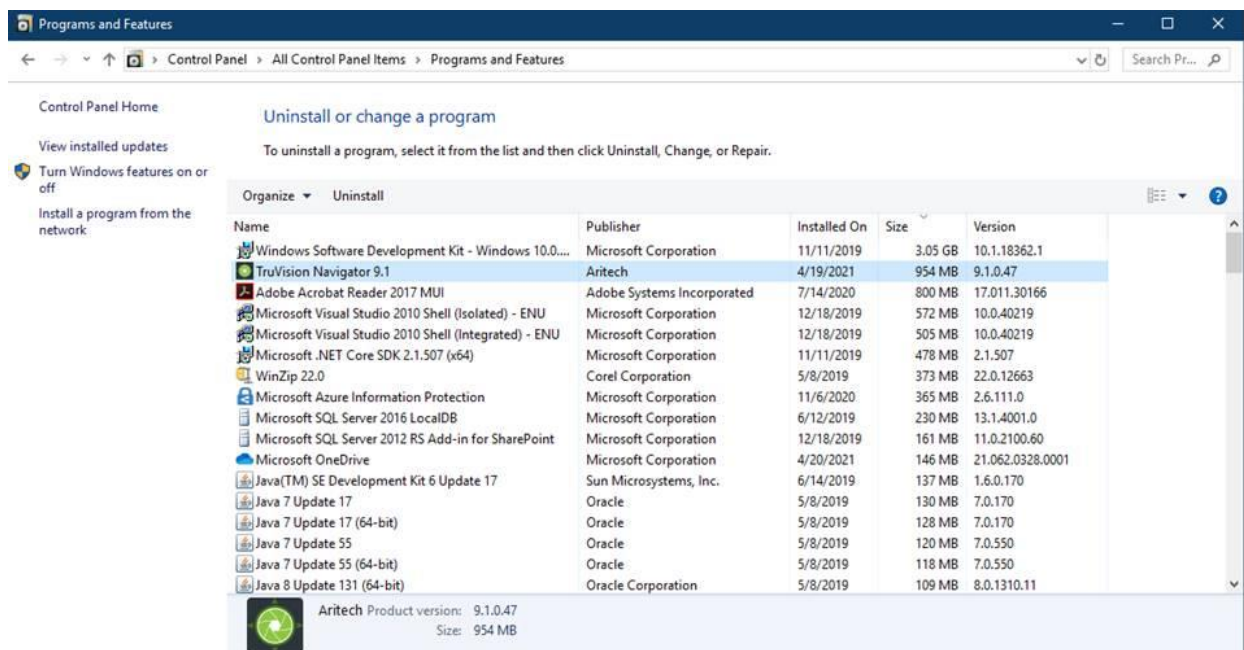 Programs and Features
Control Panel > All Control Panel Items > Programs and Features
Search Pr...
Control Panel Home
View installed updates
Turn Windows features on or
off
Install a program from the
network
Uninstall or change a program
To uninstall a program, select it from the list and then click Uninstall, Change, or Repair.
Organize Uninstall
Name Publisher Installed On Size Version
Windows Software Development Kit - Windows 10.0.... Microsoft Corporation 11/11/2019 3.05 GB 10.1.18362.1
TruVision Navigator 9.1 Aritech 4/19/2021 954 MB 9.1.0.47
Adobe Acrobat Reader 2017 MUI Adobe Systems Incorporated 7/14/2020 800 MB 17.011.30166
Microsoft Visual Studio 2010 Shell (Isolated) - ENU Microsoft Corporation 12/18/2019 572 MB 10.0.40219
Microsoft Visual Studio 2010 Shell (Integrated) - ENU Microsoft Corporation 12/18/2019 505 MB 10.0.40219
Microsoft .NET Core SDK 2.1.507 (x64) Microsoft Corporation 11/11/2019 478 MB 2.1.507
WinZip 22.0 Corel Corporation 5/8/2019 373 MB 22.0.12663
Microsoft Azure Information Protection Microsoft Corporation 11/6/2020 365 MB 2.6.111.0
Microsoft SQL Server 2016 LocalDB Microsoft Corporation 6/12/2019 230 MB 13.1.4001.0
Microsoft SQL Server 2012 RS Add-in for SharePoint Microsoft Corporation 12/18/2019 161 MB 11.0.2100.60
Microsoft OneDrive Microsoft Corporation 4/20/2021 146 MB 21.062.0328.0001
Java(TM) SE Development Kit 6 Update 17 Sun Microsystems, Inc. 6/14/2019 137 MB 1.6.0.170
Java 7 Update 17 Oracle 5/8/2019 130 MB 7.0.170
Java 7 Update 17 (64-bit) Oracle 5/8/2019 128 MB 7.0.170
Java 7 Update 55 Oracle 5/8/2019 120 MB 7.0.550
Java 7 Update 55 (64-bit) Oracle 5/8/2019 118 MB 7.0.550
Java 8 Update 131 (64-bit) Oracle Corporation 5/8/2019 109 MB 8.0.1310.11
Aritech Product version: 9.1.0.47
Size: 954 MB